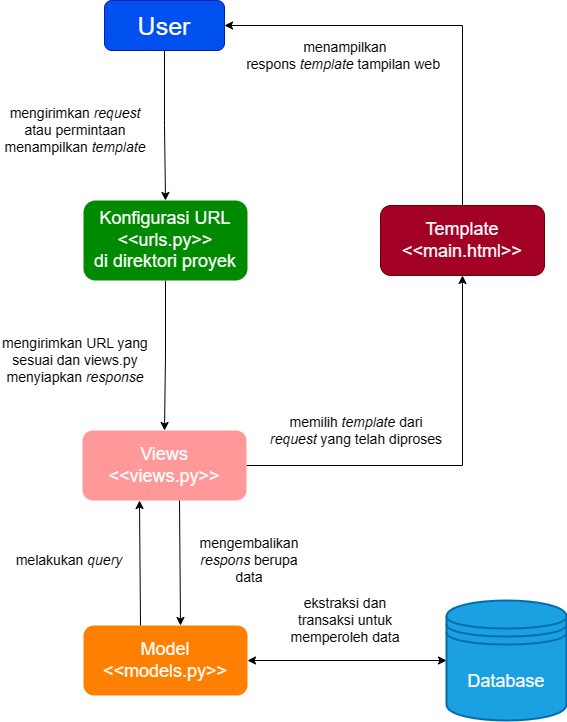 User
menampilkan
respons template tampilan web
mengirimkan request
atau permintaan
menampilkan template
Konfigurasi URL
<<urls.py>>
di direktori proyek
Template
<<main.html>>
mengirimkan URL yang
sesuai dan views.py
menyiapkan response
memilih template dari
request yang telah diproses
Views
<<views.py>>
melakukan query
mengembalikan
respons berupa
data
ekstraksi dan
transaksi untuk
memperoleh data
Model
<<models.py>>
Database